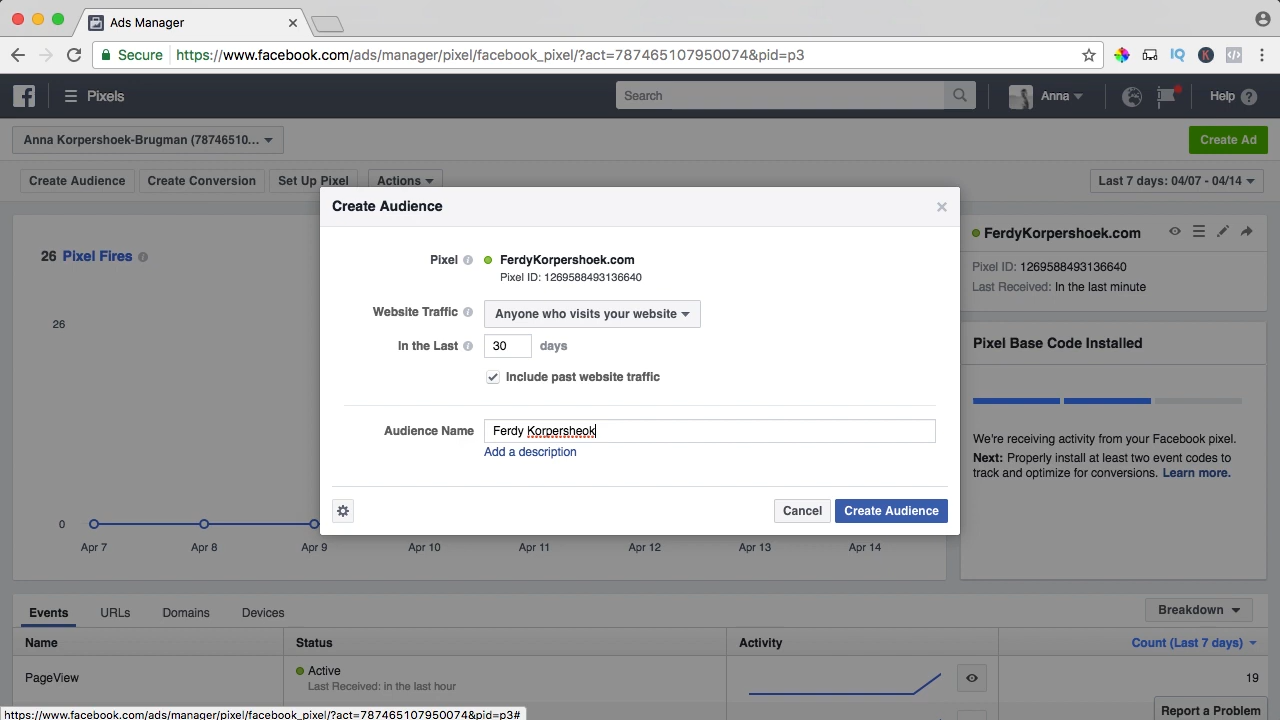 Ads Manager
Secure https://www.facebook.com/ads/manager/pixel/facebook_pixel/?act=787465107950074&pid=p3
Pixels
Search
Anna
Help
Anna Korpershoek-Brugman (78746510...
Create Ad
Create Audience
Create Conversion
Set Up Pixel
Actions
Last 7 days: 04/07 - 04/14
Create Audience
26 Pixel Fires
Pixel
FerdyKorpershoek.com
Pixel ID: 1269588493136640
Website Traffic
Anyone who visits your website
In the Last
30
days
Include past website traffic
Audience Name
Ferdy Korpersheok
Add a description
Cancel
Create Audience
26
0
Apr 7
Apr 8
Apr 9
Apr 10
Apr 11
Apr 12
Apr 13
Apr 14
FerdyKorpershoek.com
Pixel ID: 1269588493136640
Last Received: In the last minute
Pixel Base Code Installed
We're receiving activity from your Facebook pixel.
Next: Properly install at least two event codes to
track and optimize for conversions. Learn more.
Events
URLs
Domains
Devices
Breakdown
Name
Status
Activity
Count (Last 7 days)
PageView
Active
Last Received: in the last hour
19
https://www.facebook.com/ads/manager/pixel/facebook_pixel/?act=787465107950074&pid=p3#
Report a Problem